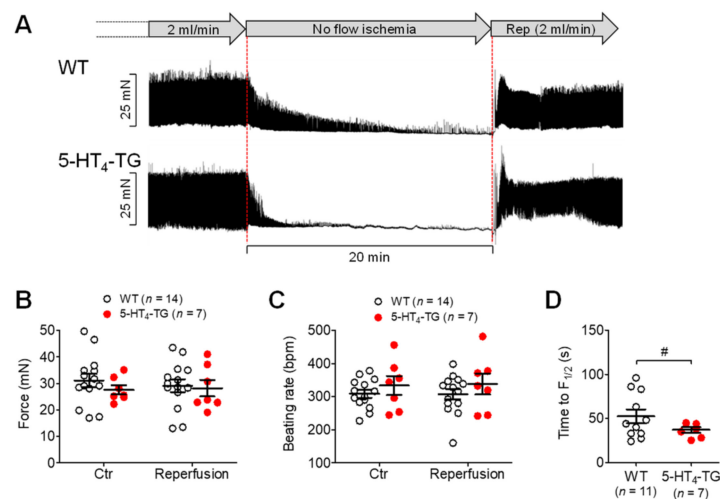 A
2 ml/min
No flow ischemia
Rep (2 ml/min)
WT
25 mN
5-HT₄-TG
25 mN
20 min
B
WT (n = 14)
5-HT₄-TG (n = 7)
Force (mN)
50
40
30
20
10
0
Ctr
Reperfusion
C
WT (n = 14)
5-HT₄-TG (n = 7)
Beating rate (bpm)
500
400
300
200
100
Ctr
Reperfusion
D
#
Time to F₁/₂ (s)
150
100
50
0
WT
(n = 11)
5-HT₄-TG
(n = 7)